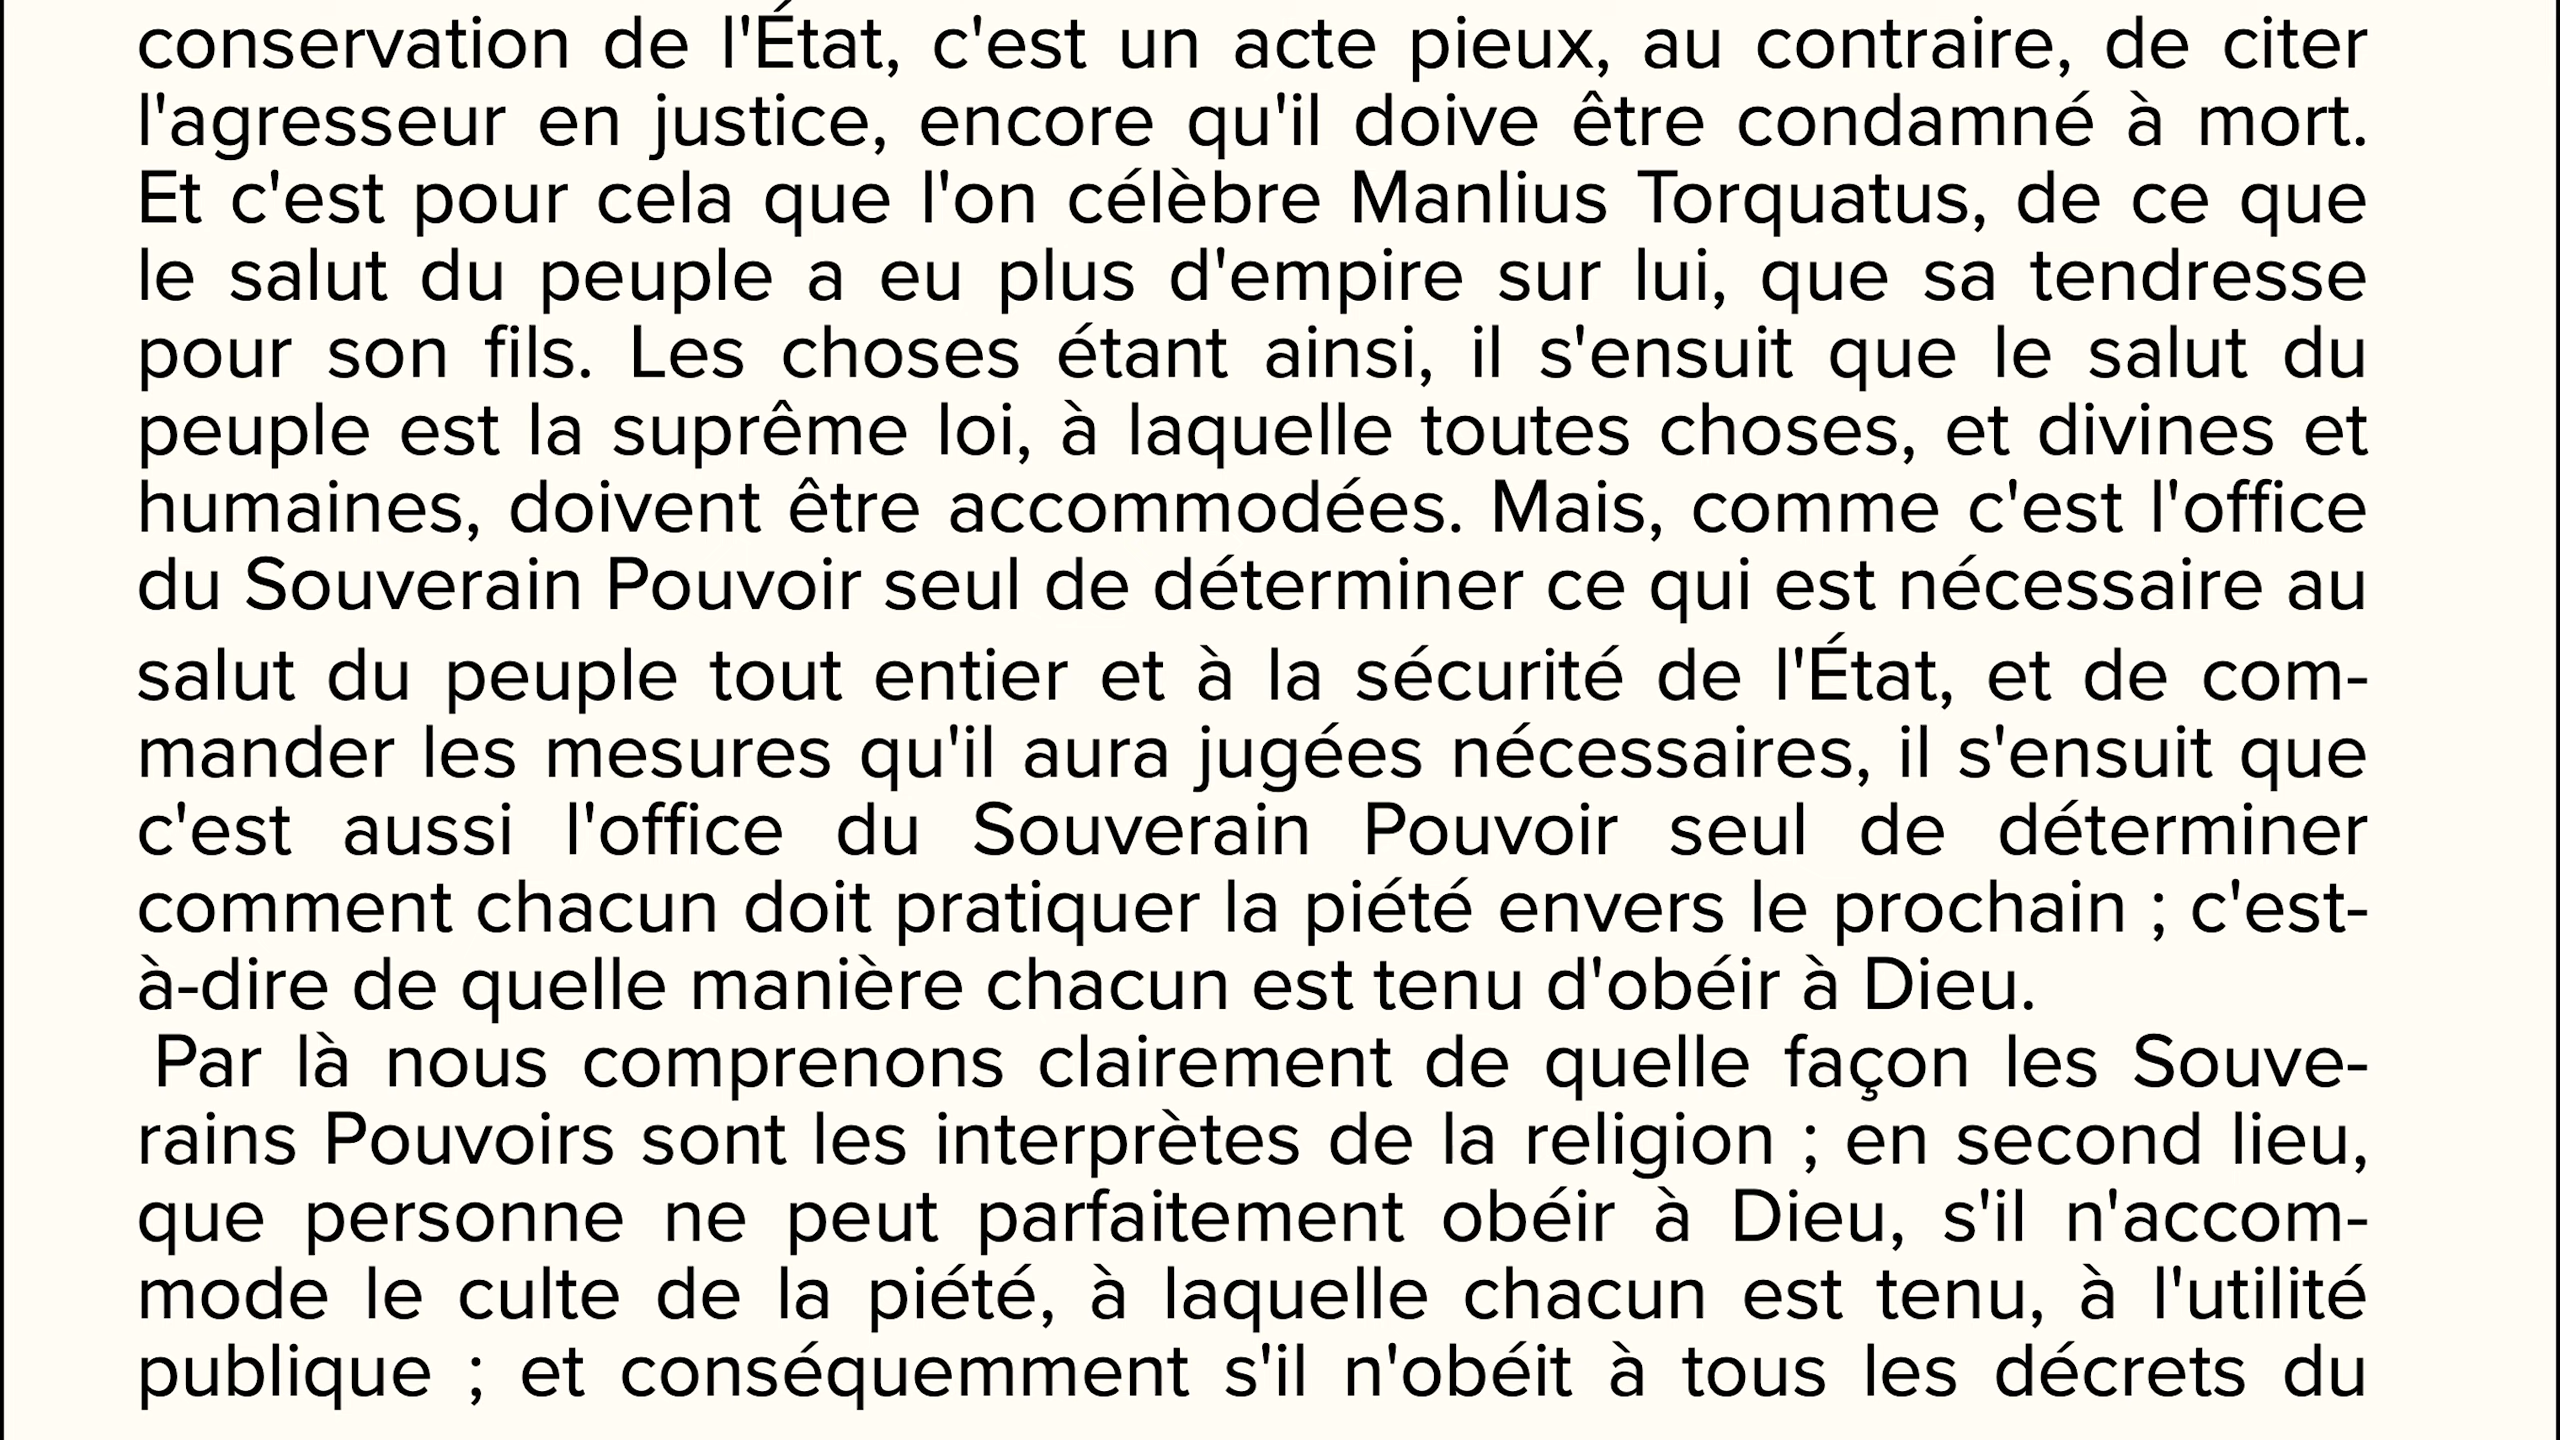 conservation de l'État, c'est un acte pieux, au contraire, de citer
l'agresseur en justice, encore qu'il doive être condamné à mort.
Et c'est pour cela que l'on célèbre Manlius Torquatus, de ce que
le salut du peuple a eu plus d'empire sur lui, que sa tendresse
pour son fils. Les choses étant ainsi, il s'ensuit que le salut du
peuple est la suprême loi, à laquelle toutes choses, et divines et
humaines, doivent être accommodées. Mais, comme c'est l'office
du Souverain Pouvoir seul de déterminer ce qui est nécessaire au
salut du peuple tout entier et à la sécurité de l'État, et de com-
mander les mesures qu'il aura jugées nécessaires, il s'ensuit que
c'est aussi l'office du Souverain Pouvoir seul de déterminer
comment chacun doit pratiquer la piété envers le prochain ; c'est-
à-dire de quelle manière chacun est tenu d'obéir à Dieu.
Par là nous comprenons clairement de quelle façon les Souve-
rains Pouvoirs sont les interprètes de la religion ; en second lieu,
que personne ne peut parfaitement obéir à Dieu, s'il n'accom-
mode le culte de la piété, à laquelle chacun est tenu, à l'utilité
publique ; et conséquemment s'il n'obéit à tous les décrets du